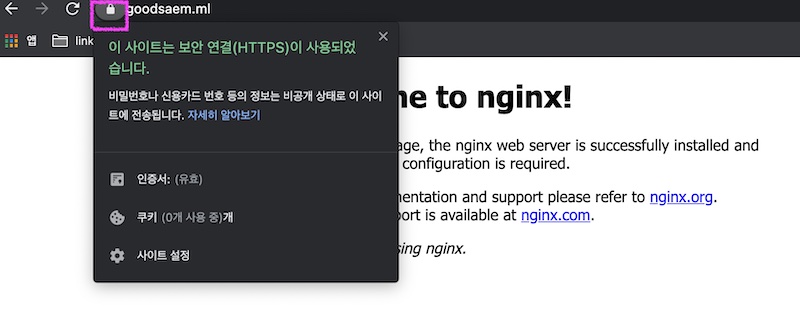 goodsaem.ml
앱
link
이 사이트는 보안 연결(HTTPS)이 사용되었
습니다.
비밀번호나 신용카드 번호 등의 정보는 비공개 상태로 이 사이
트에 전송됩니다. 자세히 알아보기
인증서: (유효)
쿠키 (0개 사용 중)개
사이트 설정
to nginx!
the nginx web server is successfully installed and
configuration is required.
and support please refer to nginx.org.
is available at nginx.com.
nginx.